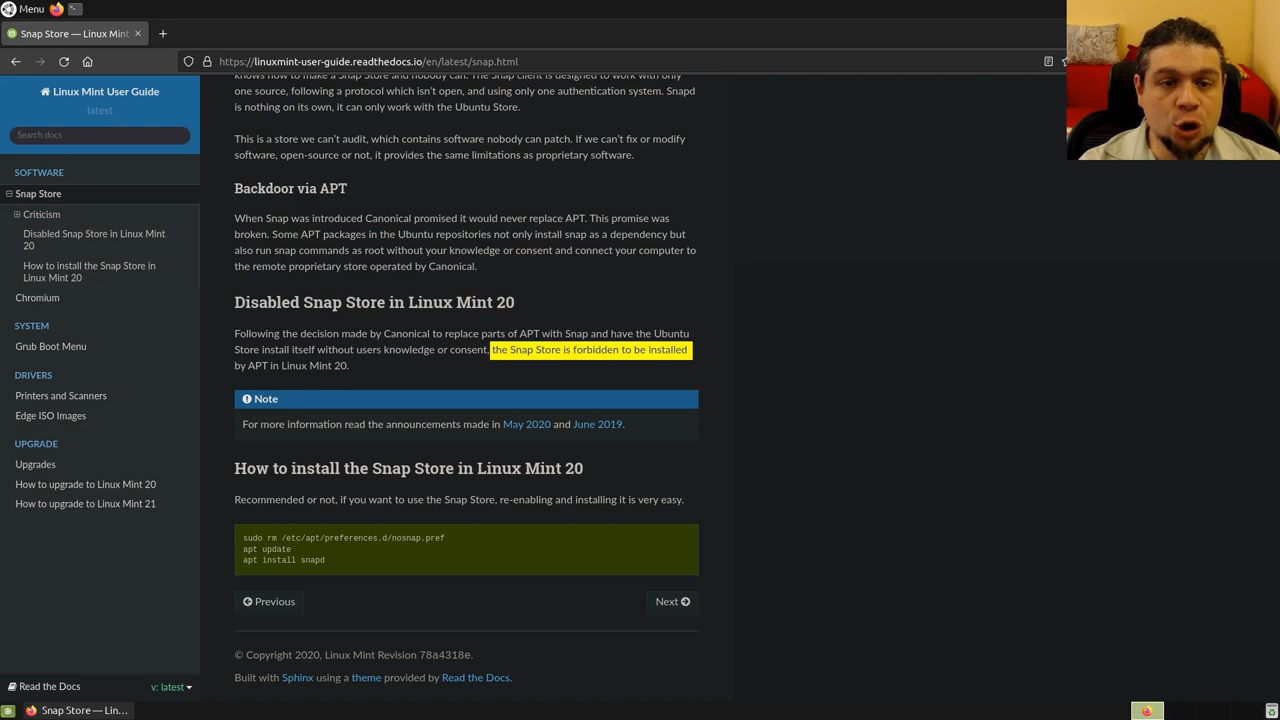 Menu
Snap Store — Linux Mint
https://linuxmint-user-guide.readthedocs.io/en/latest/snap.html
Linux Mint User Guide
latest
Search docs
SOFTWARE
Snap Store
Criticism
Disabled Snap Store in Linux Mint
20
How to install the Snap Store in
Linux Mint 20
Chromium
SYSTEM
Grub Boot Menu
DRIVERS
Printers and Scanners
Edge ISO Images
UPGRADE
Upgrades
How to upgrade to Linux Mint 20
How to upgrade to Linux Mint 21
Read the Docs
v: latest
knows how to make a Snap Store and nobody can. The Snap client is designed to work with only
one source, following a protocol which isn't open, and using only one authentication system. Snapd
is nothing on its own, it can only work with the Ubuntu Store.
This is a store we can't audit, which contains software nobody can patch. If we can't fix or modify
software, open-source or not, it provides the same limitations as proprietary software.
Backdoor via APT
When Snap was introduced Canonical promised it would never replace APT. This promise was
broken. Some APT packages in the Ubuntu repositories not only install snap as a dependency but
also run snap commands as root without your knowledge or consent and connect your computer to
the remote proprietary store operated by Canonical.
Disabled Snap Store in Linux Mint 20
Following the decision made by Canonical to replace parts of APT with Snap and have the Ubuntu
Store install itself without users knowledge or consent, the Snap Store is forbidden to be installed
by APT in Linux Mint 20.
Note
For more information read the announcements made in May 2020 and June 2019.
How to install the Snap Store in Linux Mint 20
Recommended or not, if you want to use the Snap Store, re-enabling and installing it is very easy.
sudo rm /etc/apt/preferences.d/nosnap.pref
apt update
apt install snapd
Previous
Next
© Copyright 2020, Linux Mint Revision 78a4318e.
Built with Sphinx using a theme provided by Read the Docs.
Snap Store — Lin...